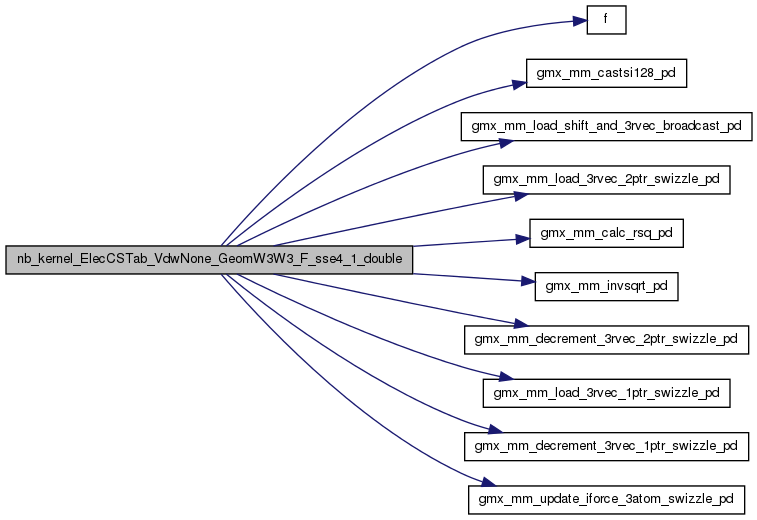 f
gmx_mm_castsi128_pd
gmx_mm_load_shift_and_3rvec_broadcast_pd
gmx_mm_load_3rvec_2ptr_swizzle_pd
gmx_mm_calc_rsq_pd
nb_kernel_ElecCSTab_VdwNone_GeomW3W3_F_sse4_1_double
gmx_mm_invsqrt_pd
gmx_mm_decrement_3rvec_2ptr_swizzle_pd
gmx_mm_load_3rvec_1ptr_swizzle_pd
gmx_mm_decrement_3rvec_1ptr_swizzle_pd
gmx_mm_update_iforce_3atom_swizzle_pd